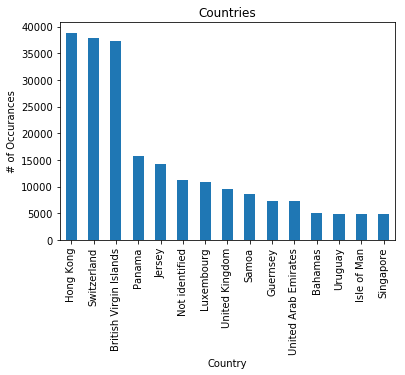 Countries
# of Occurances
40000
35000
30000
25000
20000
15000
10000
5000
0
Hong Kong
Switzerland
British Virgin Islands
Panama
Jersey
Not identified
Luxembourg
United Kingdom
Samoa
Guernsey
United Arab Emirates
Bahamas
Uruguay
Isle of Man
Singapore
Country